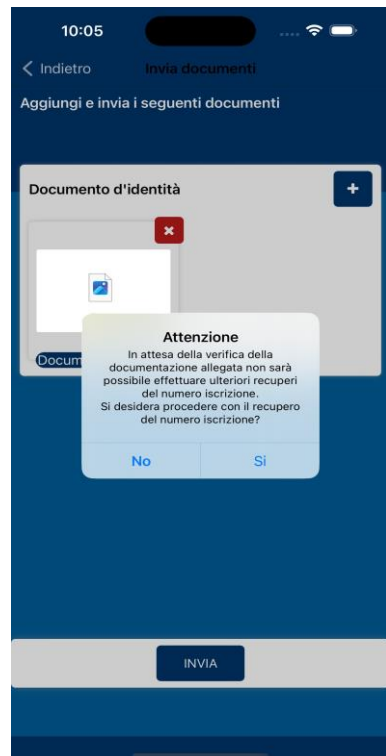 10:05
Indietro
Invia documenti
Aggiungi e invia i seguenti documenti
Documento d'identità
+
Docum
Attenzione
In attesa della verifica della
documentazione allegata non sarà
possibile effettuare ulteriori recuperi
del numero iscrizione.
Si desidera procedere con il recupero
del numero iscrizione?
No
Si
INVIA